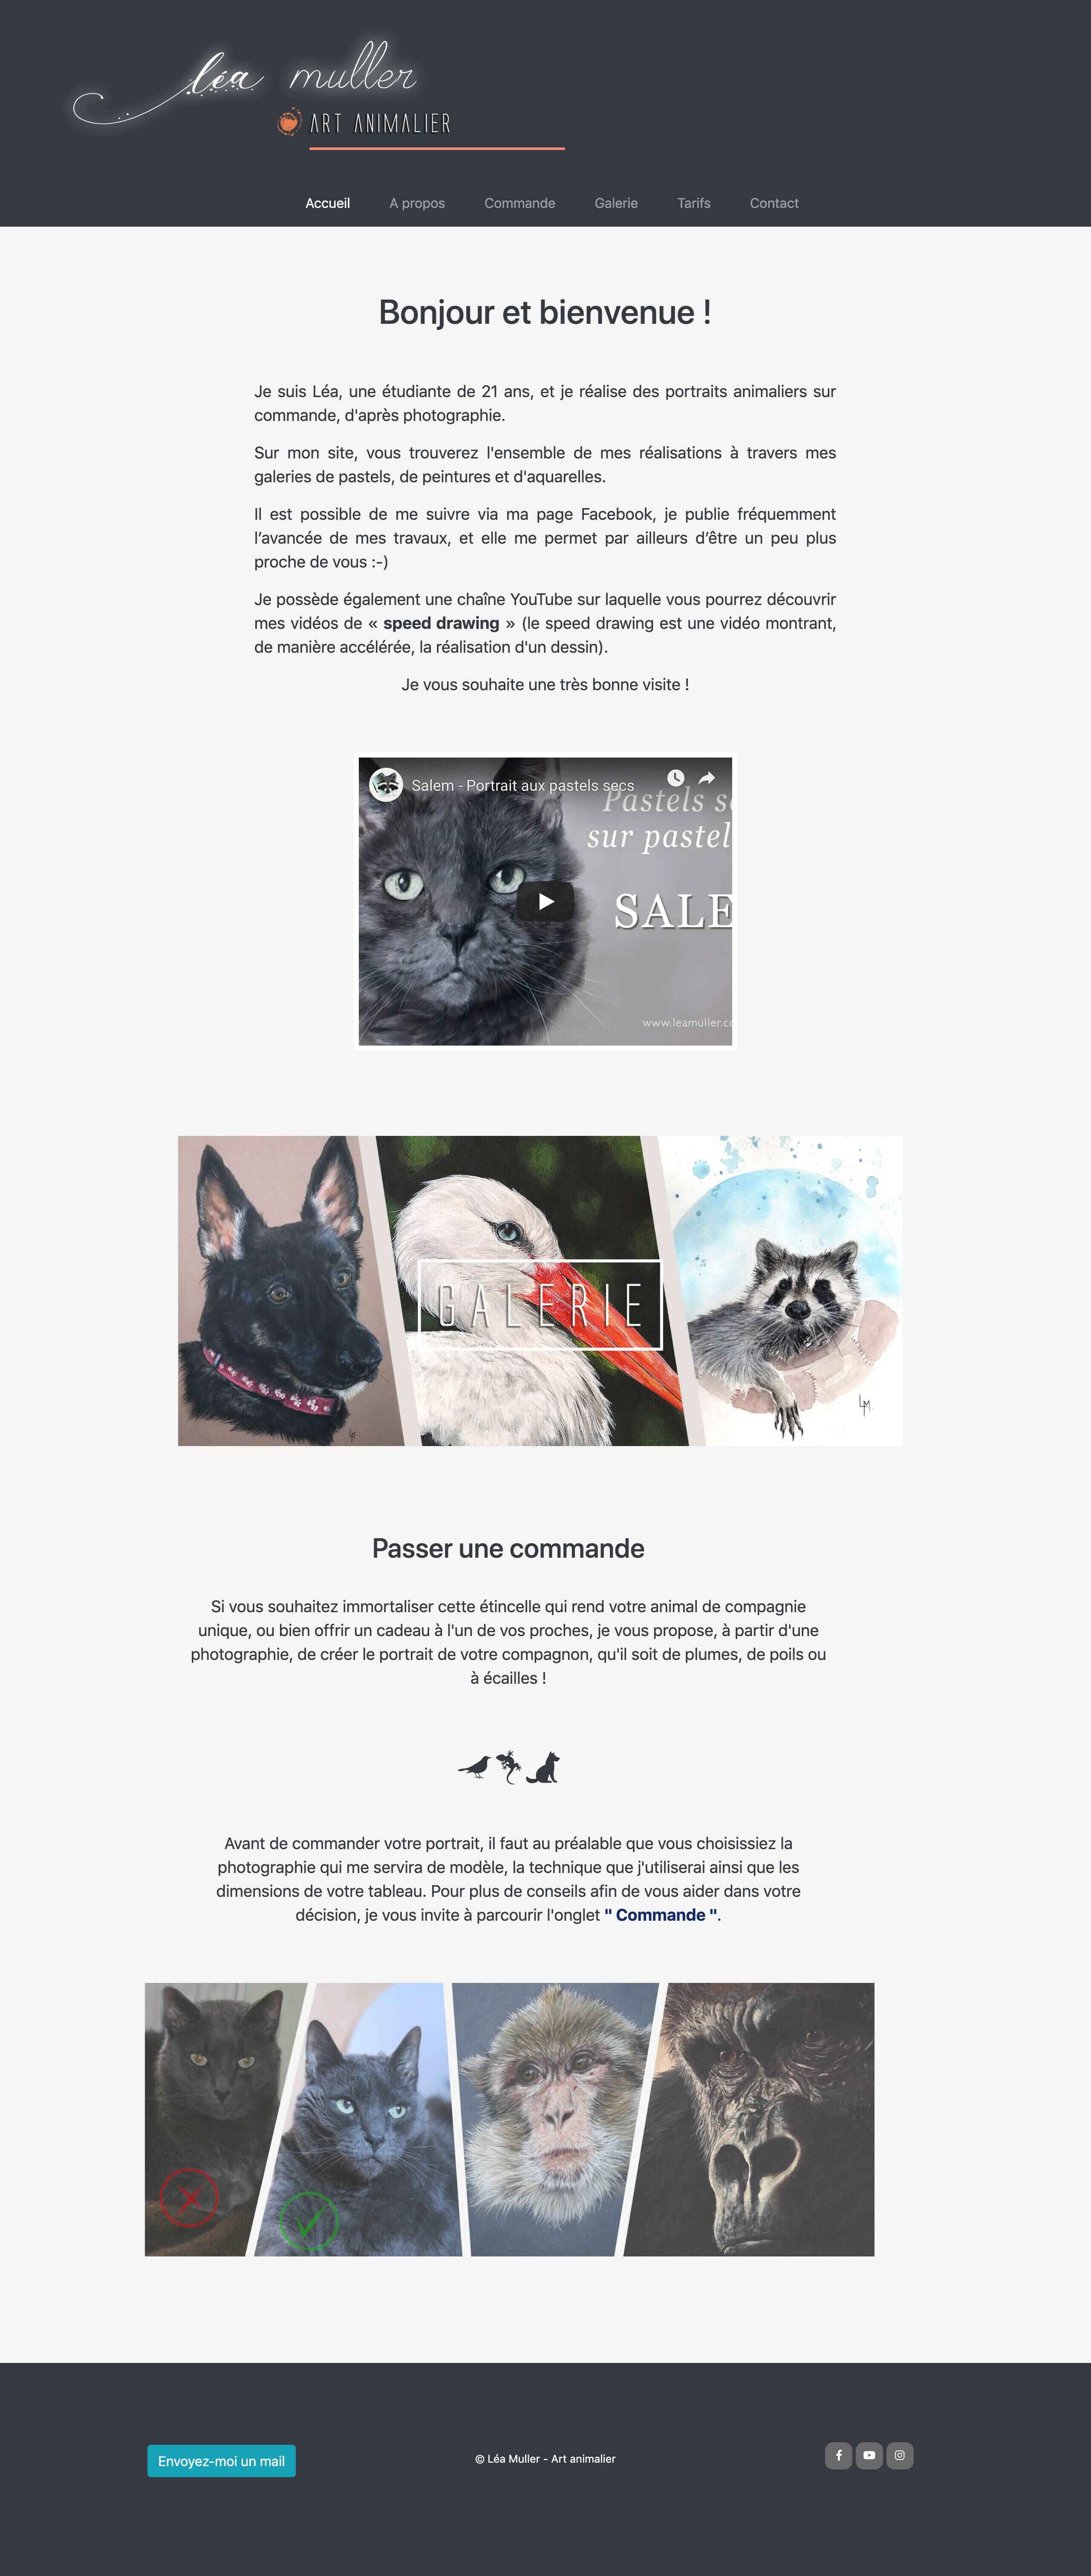 léa muller
ART ANIMALIER
Accueil A propos Commande Galerie Tarifs Contact
Bonjour et bienvenue !
Je suis Léa, une étudiante de 21 ans, et je réalise des portraits animaliers sur
commande, d'après photographie.
Sur mon site, vous trouverez l'ensemble de mes réalisations à travers mes
galeries de pastels, de peintures et d'aquarelles.
Il est possible de me suivre via ma page Facebook, je publie fréquemment
l’avancée de mes travaux, et elle me permet par ailleurs d’être un peu plus
proche de vous :-)
Je possède également une chaîne YouTube sur laquelle vous pourrez découvrir
mes vidéos de « speed drawing » (le speed drawing est une vidéo montrant,
de manière accélérée, la réalisation d'un dessin).
Je vous souhaite une très bonne visite !
Salem - Portrait aux pastels secs
Pastels s
sur pastel
SALE
www.leamuller.co
GALERIE
LM
LM
Passer une commande
Si vous souhaitez immortaliser cette étincelle qui rend votre animal de compagnie
unique, ou bien offrir un cadeau à l'un de vos proches, je vous propose, à partir d'une
photographie, de créer le portrait de votre compagnon, qu'il soit de plumes, de poils ou
à écailles !
Avant de commander votre portrait, il faut au préalable que vous choisissiez la
photographie qui me servira de modèle, la technique que j'utiliserai ainsi que les
dimensions de votre tableau. Pour plus de conseils afin de vous aider dans votre
décision, je vous invite à parcourir l'onglet " Commande ".
Envoyez-moi un mail
© Léa Muller - Art animalier